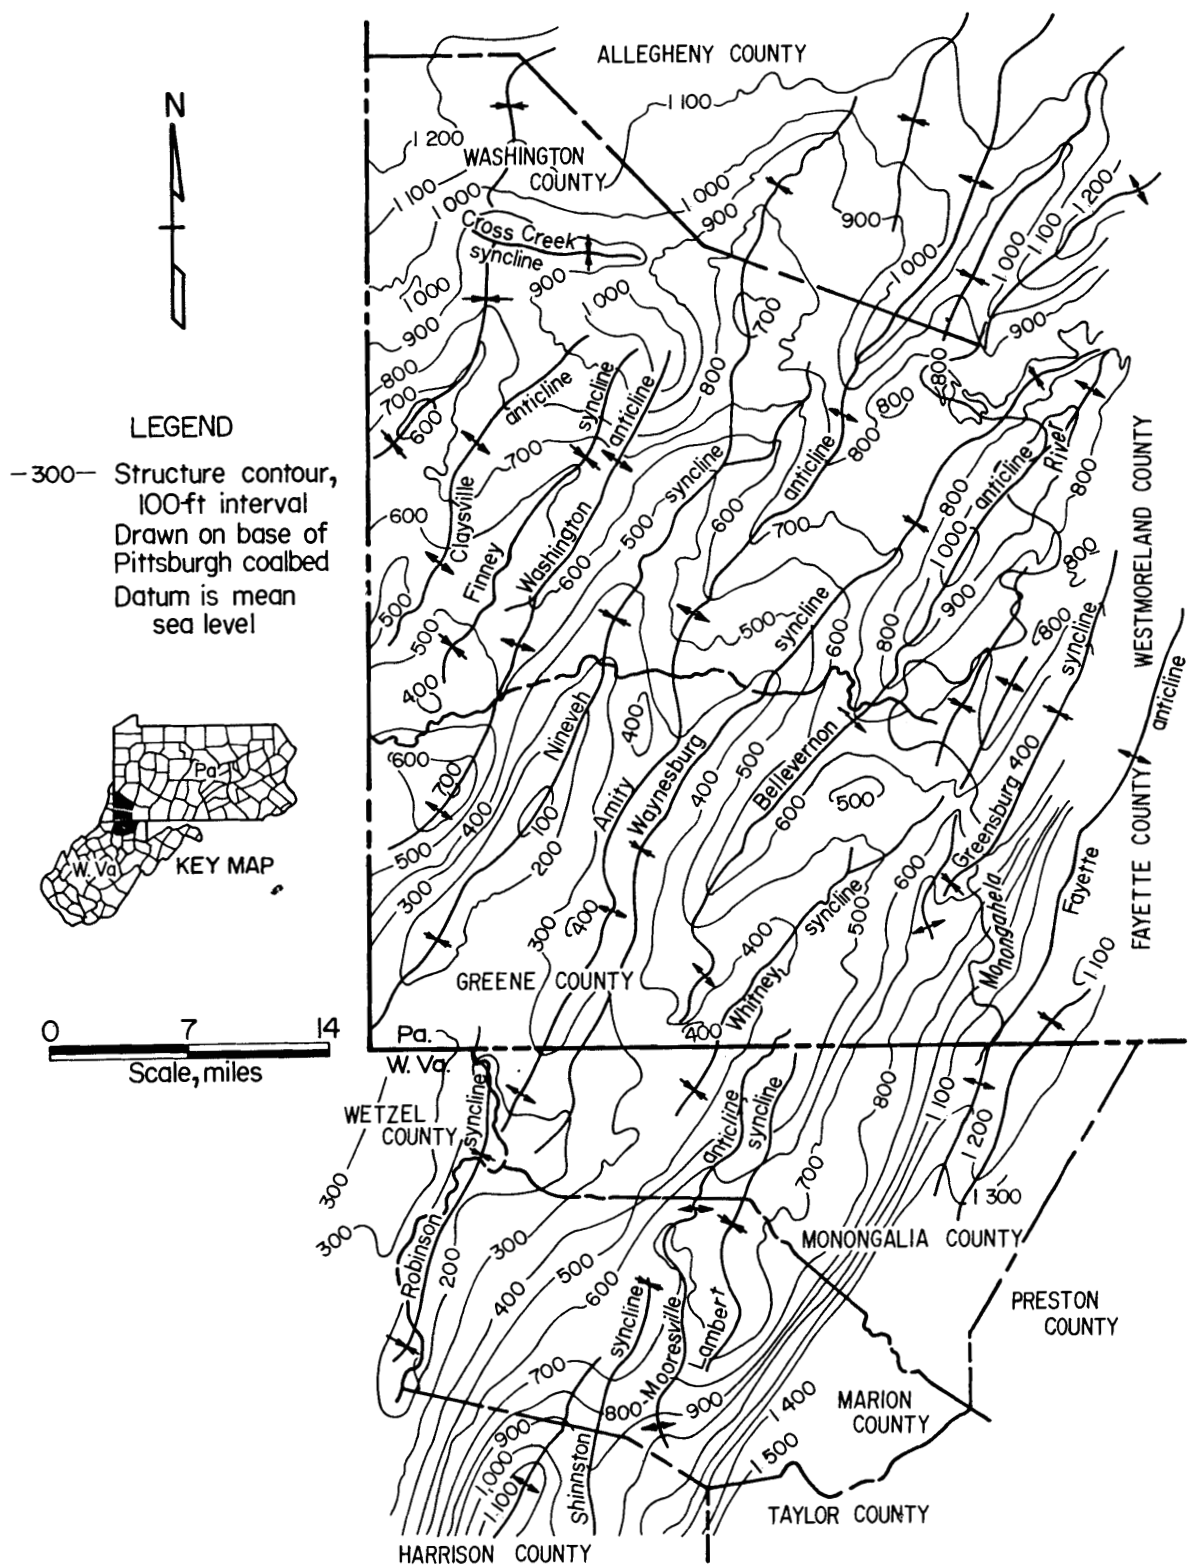 ALLEGHENY COUNTY
N
1 100
1 200
WASHINGTON
COUNTY
1 100
1 000
1 000
900
900
1 200
1 100
1 000
1 000
Cross Creek
syncline
900
1 000
1 000
900
700
900
800
700
600
800
800
800
800
anticline
syncline
anticline
LEGEND
—300— Structure contour,
100-ft interval
Drawn on base of
Pittsburgh coalbed
Datum is mean
sea level
700
600
Claysville
Finney
Washington
500
syncline
600
anticline
700
800
1 000
anticline
River
800
WESTMORELAND COUNTY
600
500
500
400
500
syncline
600
800
900
800
800
syncline
anticline
600
700
Nineveh
400
Amity
Waynesburg
400
500
Bellevernon
600
500
Greensburg
400
Pa.
W. Va.
KEY MAP
500
400
300
100
200
300
400
400
Whitney
syncline
500
600
Monongahela
Fayette
FAYETTE COUNTY
1 100
GREENE COUNTY
0 7 14
Scale, miles
Pa.
W. Va.
400
WETZEL
COUNTY
syncline
anticline
syncline
800
1 100
1 200
1 300
300
300
700
Robinson
200
300
400
500
600
MONONGALIA COUNTY
PRESTON
COUNTY
syncline
Mooresville
Lambert
700
800
900
1 400
MARION
COUNTY
900
1,000
1,100
Shinnston
1 500
TAYLOR COUNTY
HARRISON COUNTY